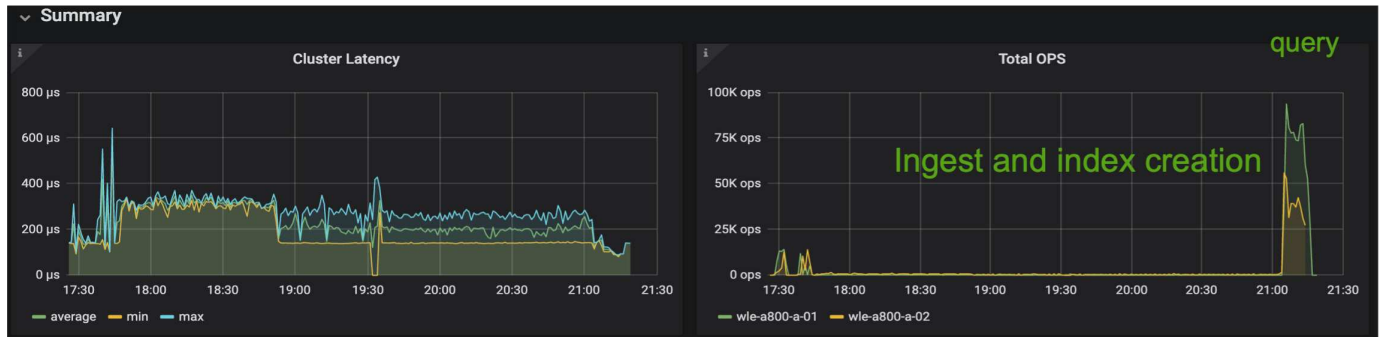 Summary
Cluster Latency
800 µs
600 µs
400 µs
200 µs
0 µs
17:30 18:00 18:30 19:00 19:30 20:00 20:30 21:00 21:30
average min max
query
Total OPS
100K ops
75K ops
Ingest and index creation
50K ops
25K ops
0 ops
17:30 18:00 18:30 19:00 19:30 20:00 20:30 21:00 21:30
wle-a800-a-01 wle-a800-a-02